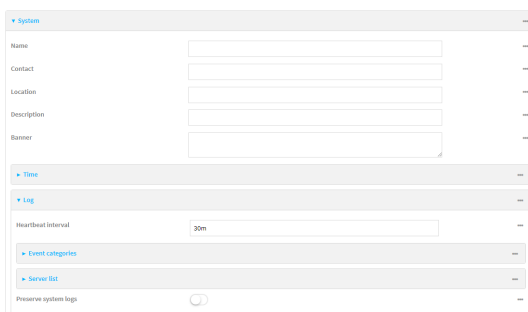 System
Name
Contact
Location
Description
Banner
Time
Log
Heartbeat interval
30m
Event categories
Server list
Preserve system logs